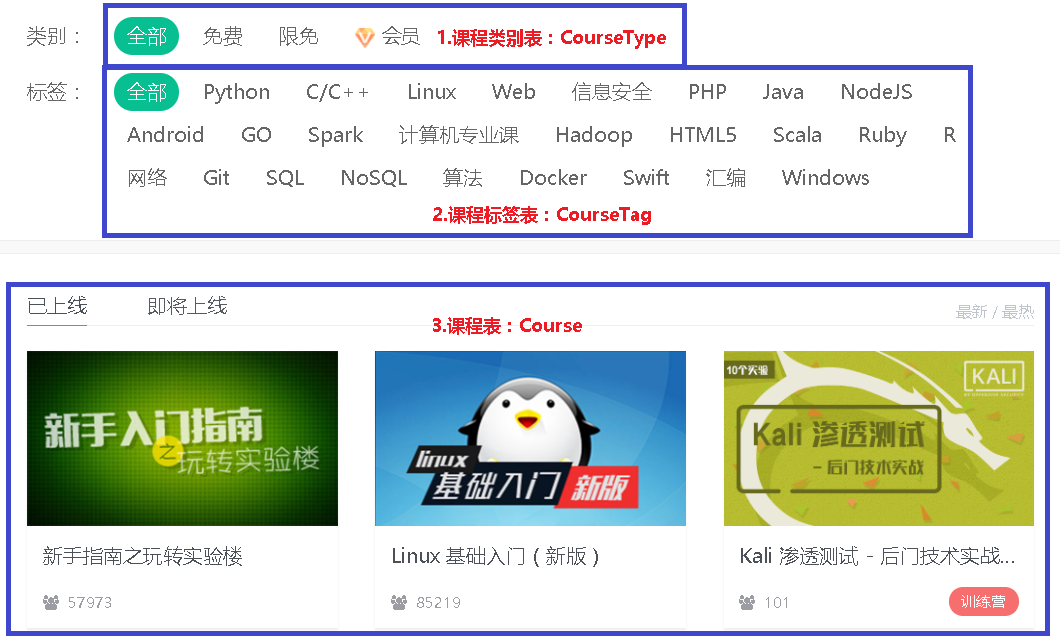 类别： 全部 免费 限免 会员 1.课程类别表：CourseType
标签： 全部 Python C/C++ Linux Web 信息安全 PHP Java NodeJS
Android GO Spark 计算机专业课 Hadoop HTML5 Scala Ruby R
网络 Git SQL NoSQL 算法 Docker Swift 汇编 Windows
2.课程标签表：CourseTag
已上线 即将上线 最新 / 最热
3.课程表：Course
新手入门指南
之玩转实验楼
linux
基础入门 新版
10个实验
KALI
Kali 渗透测试
- 后门技术实战
新手指南之玩转实验楼 Linux 基础入门（新版） Kali 渗透测试 - 后门技术实战...
57973 85219 101 训练营